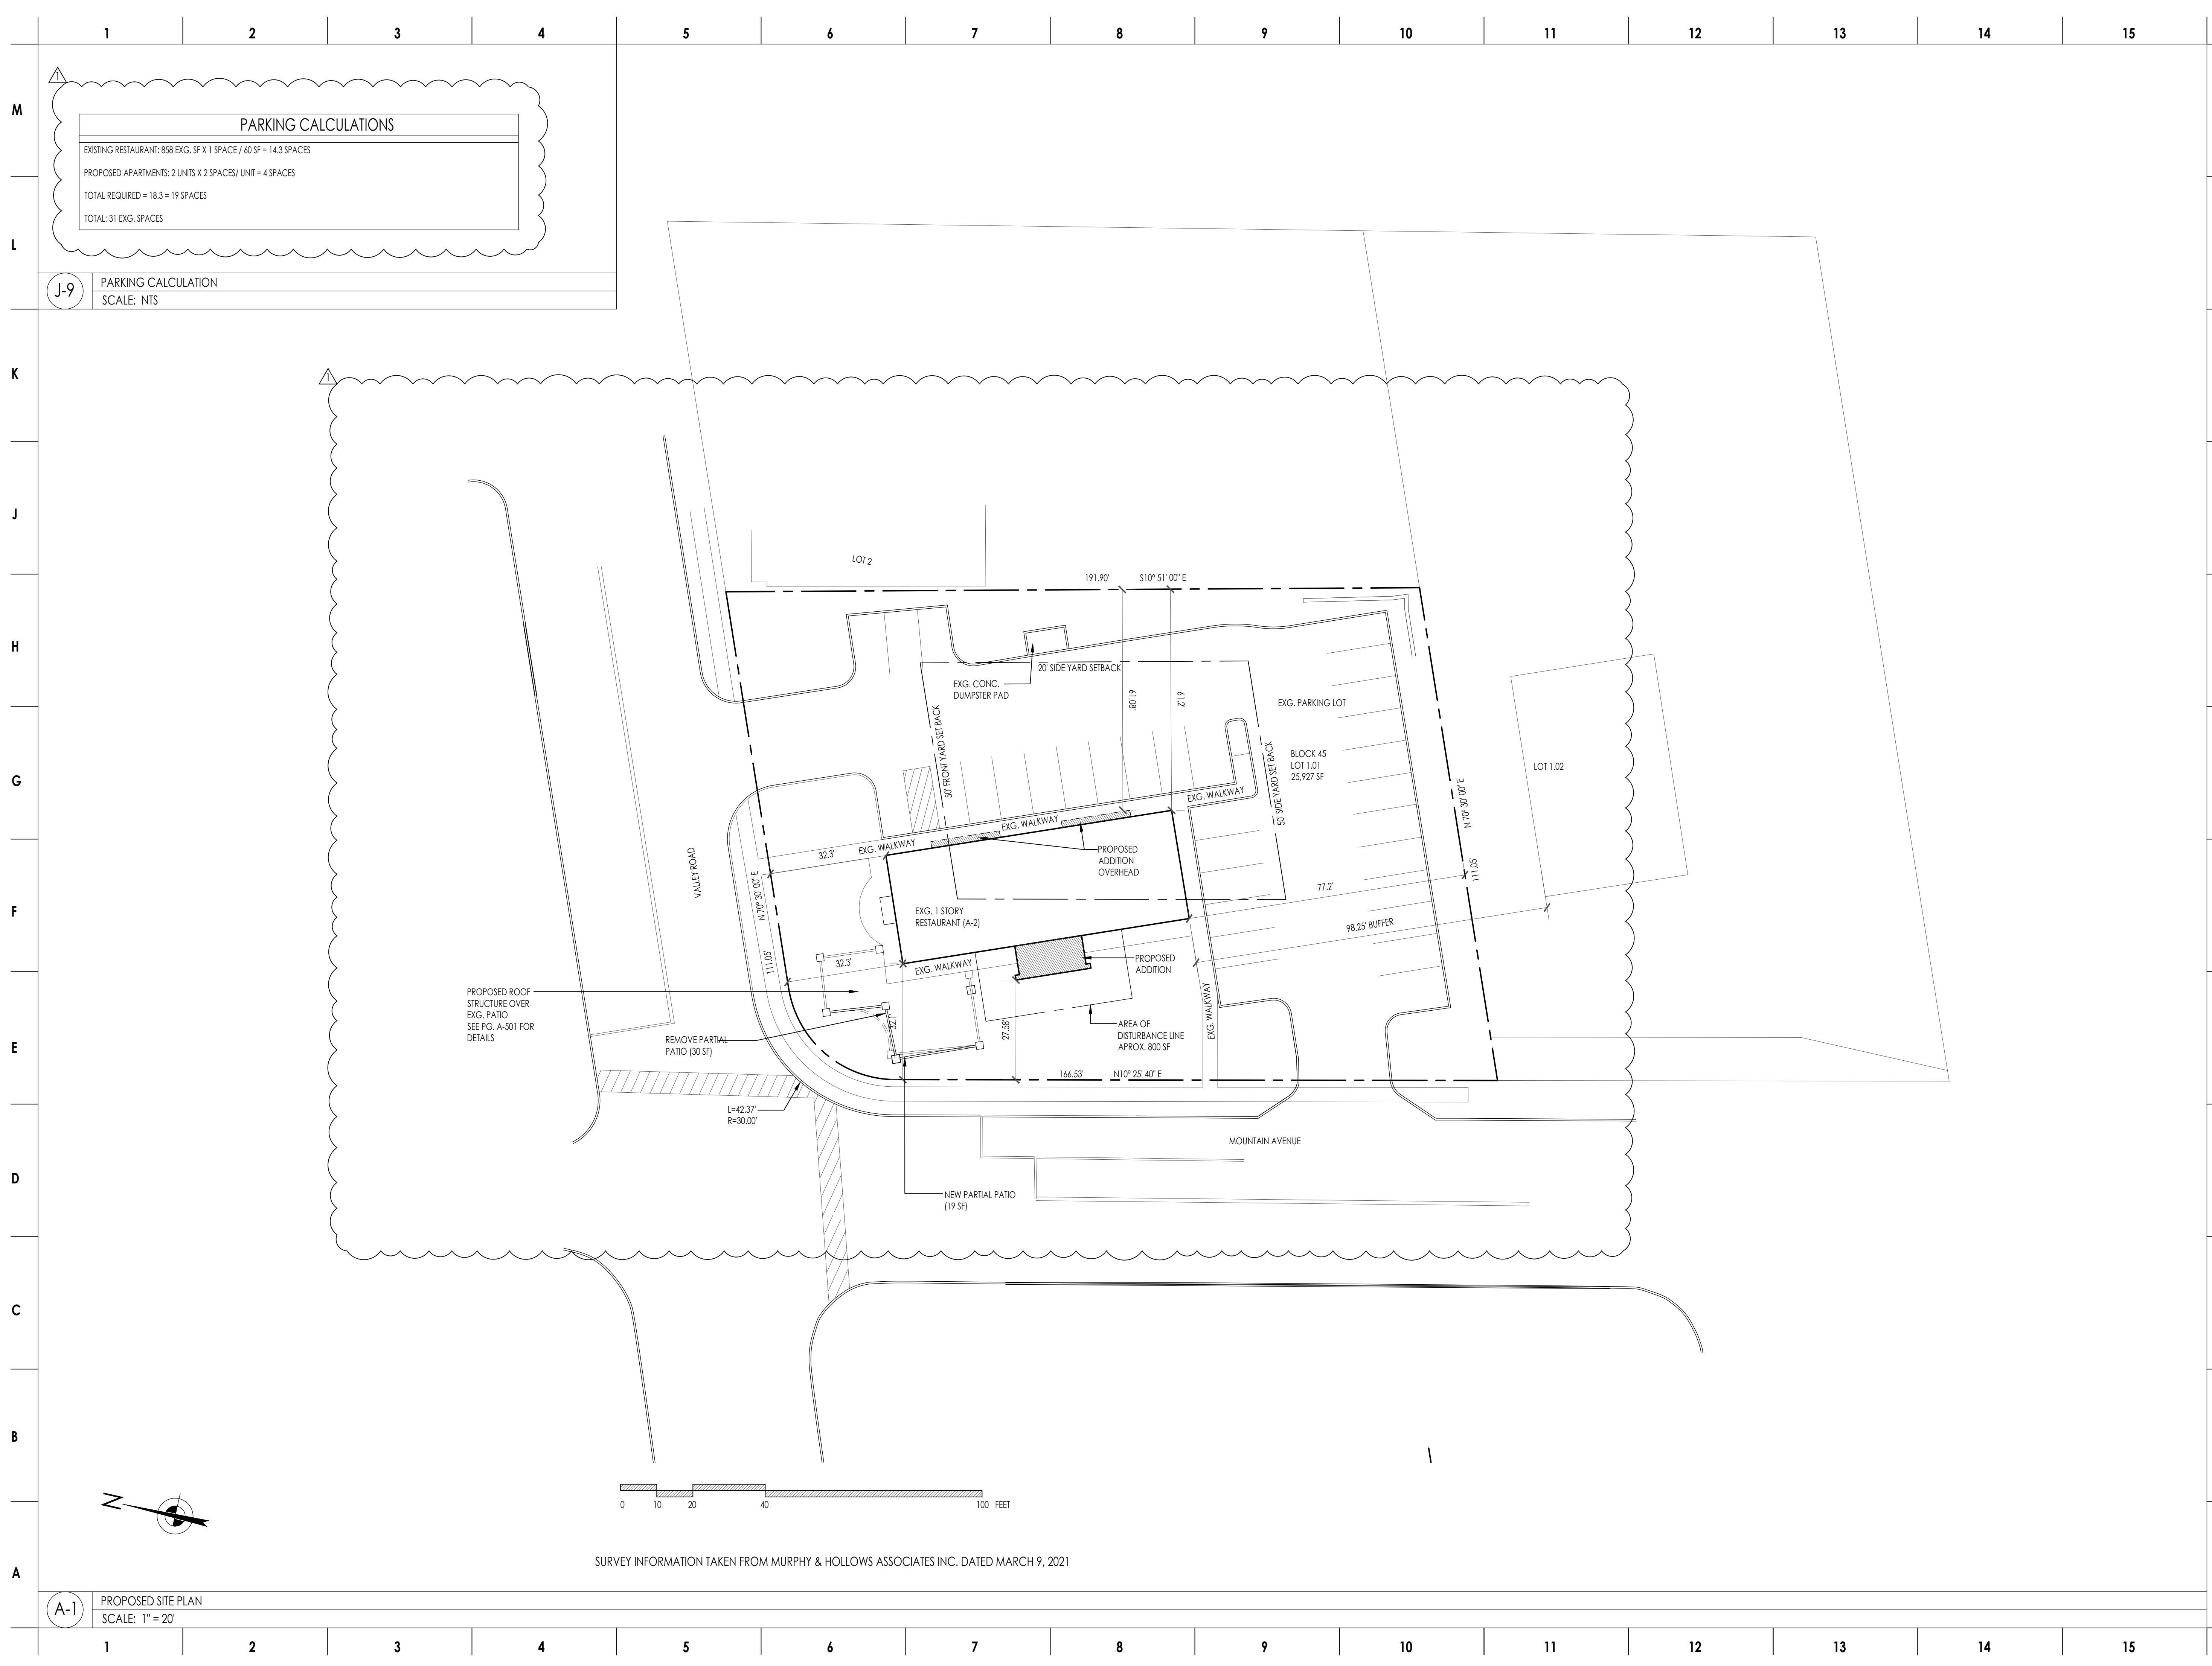 1 2 3 4 5 6 7 8 9 10 11 12 13 14 15
M
L
K
J
H
G
F
E
D
C
B
A
1
PARKING CALCULATIONS
EXISTING RESTAURANT: 858 EXG. SF X 1 SPACE / 60 SF = 14.3 SPACES
PROPOSED APARTMENTS: 2 UNITS X 2 SPACES/ UNIT = 4 SPACES
TOTAL REQUIRED = 18.3 = 19 SPACES
TOTAL: 31 EXG. SPACES
J-9
PARKING CALCULATION
SCALE: NTS
1
LOT 2
191.90'
S10° 51' 00" E
20' SIDE YARD SETBACK
EXG. CONC.
DUMPSTER PAD
61.08'
61.2'
EXG. PARKING LOT
50' FRONT YARD SET BACK
BLOCK 45
LOT 1.01
25,927 SF
50' SIDE YARD SET BACK
LOT 1.02
N 70° 30' 00" E
111.05'
EXG. WALKWAY
EXG. WALKWAY
EXG. WALKWAY
32.3'
VALLEY ROAD
PROPOSED
ADDITION
OVERHEAD
77.2'
98.25' BUFFER
N 70° 30' 00" E
111.05'
EXG. 1 STORY
RESTAURANT (A-2)
32.3'
EXG. WALKWAY
PROPOSED
ADDITION
PROPOSED ROOF
STRUCTURE OVER
EXG. PATIO
SEE PG. A-501 FOR
DETAILS
32.1'
27.58'
EXG. WALKWAY
AREA OF
DISTURBANCE LINE
APROX. 800 SF
REMOVE PARTIAL
PATIO (30 SF)
166.53'
N10° 25' 40" E
L=42.37'
R=30.00'
MOUNTAIN AVENUE
NEW PARTIAL PATIO
(19 SF)
N
0 10 20 40 100 FEET
SURVEY INFORMATION TAKEN FROM MURPHY & HOLLOWS ASSOCIATES INC. DATED MARCH 9, 2021
A-1
PROPOSED SITE PLAN
SCALE: 1" = 20'
1 2 3 4 5 6 7 8 9 10 11 12 13 14 15